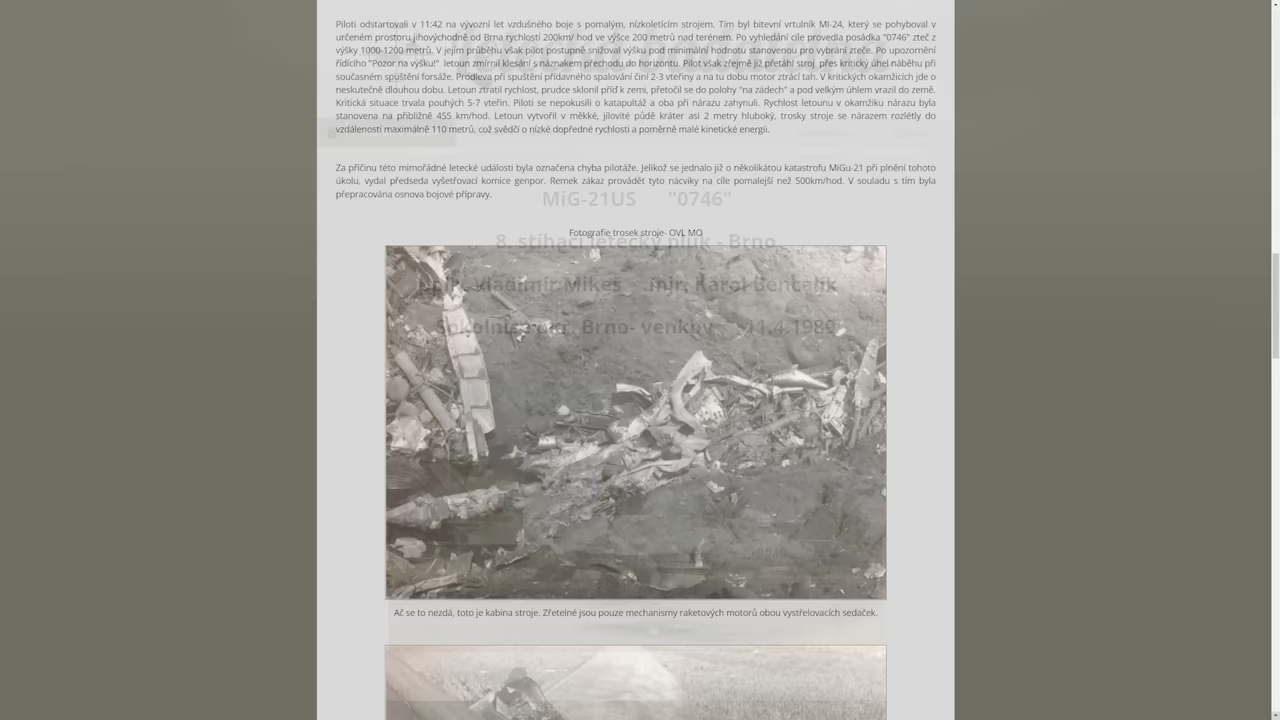 Piloti odstartovali v 11:42 na vývozní let vzdušného boje s pomalým, nízkoletícím strojem. Tím byl bitevní vrtulník MI-24, který se pohyboval v
určeném prostoru jihovýchodně od Brna rychlostí 200km/ hod ve výšce 200 metrů nad terénem. Po vyhledání cíle provedla posádka "0746" zteč z
výšky 1000-1200 metrů. V jejím průběhu však pilot postupně snižoval výšku pod minimální hodnotu stanovenou pro vybrání zteče. Po upozornění
řídícího "Pozor na výšku!" letoun zmírnil klesání s náznakem přechodu do horizontu. Pilot však zřejmě již přetáhl stroj přes kritický úhel náběhu při
současném spuštění forsáže. Prodleva při spuštění přídavného spalování činí 2-3 vteřiny a na tu dobu motor ztrácí tah. V kritických okamžicích jde o
neskutečně dlouhou dobu. Letoun ztratil rychlost, prudce sklonil příď k zemi, přetočil se do polohy "na zádech" a pod velkým úhlem vrazil do země.
Kritická situace trvala pouhých 5-7 vteřin. Piloti se nepokusili o katapultáž a oba při nárazu zahynuli. Rychlost letounu v okamžiku nárazu byla
stanovena na přibližně 455 km/hod. Letoun vytvořil v měkké, jílovité půdě kráter asi 2 metry hluboký, trosky stroje se nárazem rozlétly do
vzdálenosti maximálně 110 metrů, což svědčí o nízké dopředné rychlosti a poměrně malé kinetické energii.
Za příčinu této mimořádné letecké události byla označena chyba pilotáže. Jelikož se jednalo již o několikátou katastrofu MiGu-21 při plnění tohoto
úkolu, vydal předseda vyšetřovací komice genpor. Remek zákaz provádět tyto nácviky na cíle pomalejší než 500km/hod. V souladu s tím byla
přepracována osnova bojové přípravy.
MiG-21US "0746"
Fotografie trosek stroje- OVL MO
8. stíhací letecký pluk - Brno
Vladimír Mikeš mjr. Karol Benčalík
Sokolnice okr. Brno- venkov 11.4.1989
Ač se to nezdá, toto je kabina stroje. Zřetelné jsou pouze mechanismy raketových motorů obou vystřelovacích sedaček.